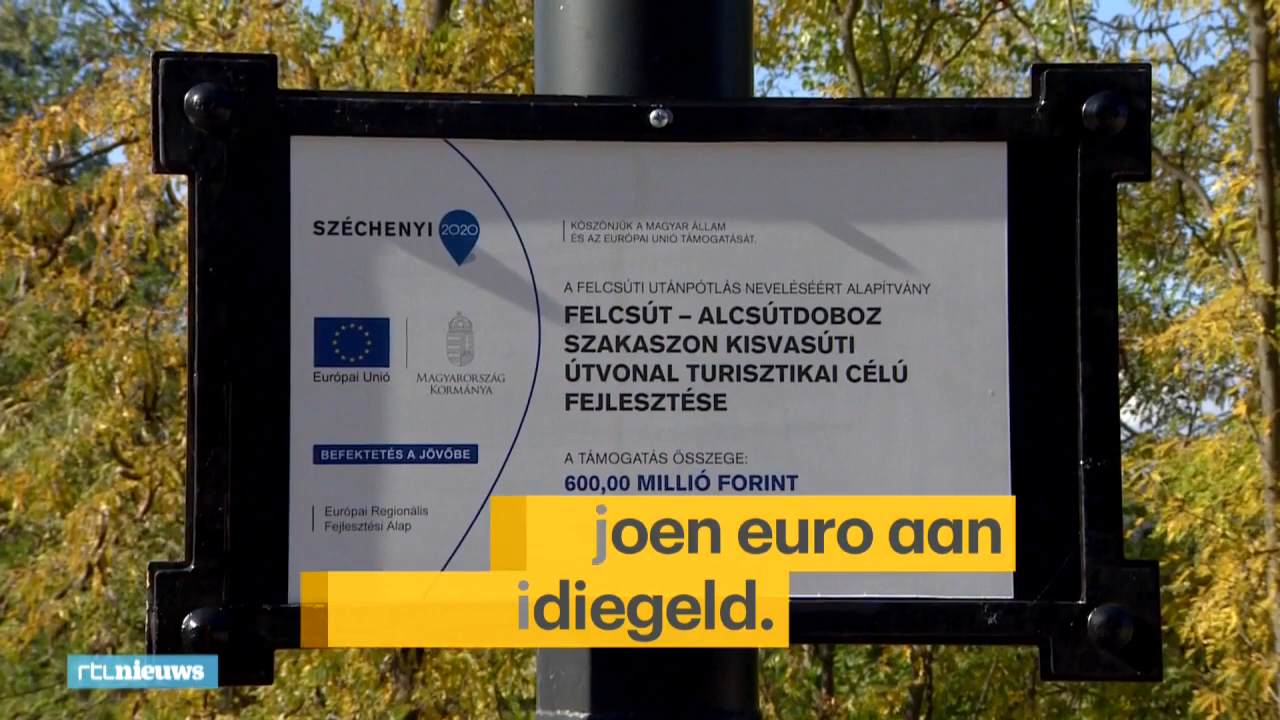 SZÉCHENYI 2020
KÖSZÖNJÜK A MAGYAR ÁLLAM
ÉS AZ EURÓPAI UNIÓ TÁMOGATÁSÁT.
A FELCSÚTI UTÁNPÓTLÁS NEVELÉSÉÉRT ALAPÍTVÁNY
FELCSÚT – ALCSÚTDOBOZ
SZAKASZON KISVASÚTI
ÚTVONAL TURISZTIKAI CÉLÚ
FEJLESZTÉSE
Európai Unió
MAGYARORSZÁG
KORMÁNYA
BEFEKTETÉS A JÖVŐBE
A TÁMOGATÁS ÖSSZEGE:
600,00 MILLIÓ FORINT
Európai Regionális
Fejlesztési Alap
joen euro aan
idiegeld.
rtl nieuws